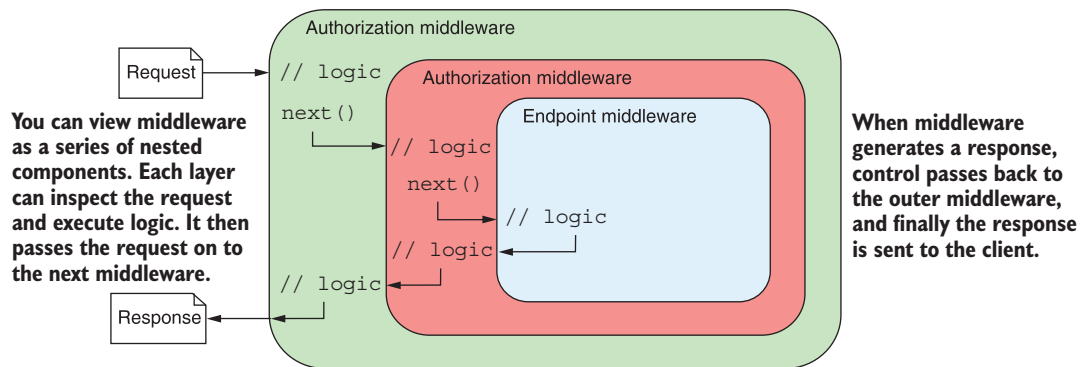 Authorization middleware
Request
// logic
Authorization middleware
next()
Endpoint middleware
You can view middleware
as a series of nested
components. Each layer
can inspect the request
and execute logic. It then
passes the request on to
the next middleware.
// logic
next()
// logic
// logic
// logic
Response
When middleware
generates a response,
control passes back to
the outer middleware,
and finally the response
is sent to the client.